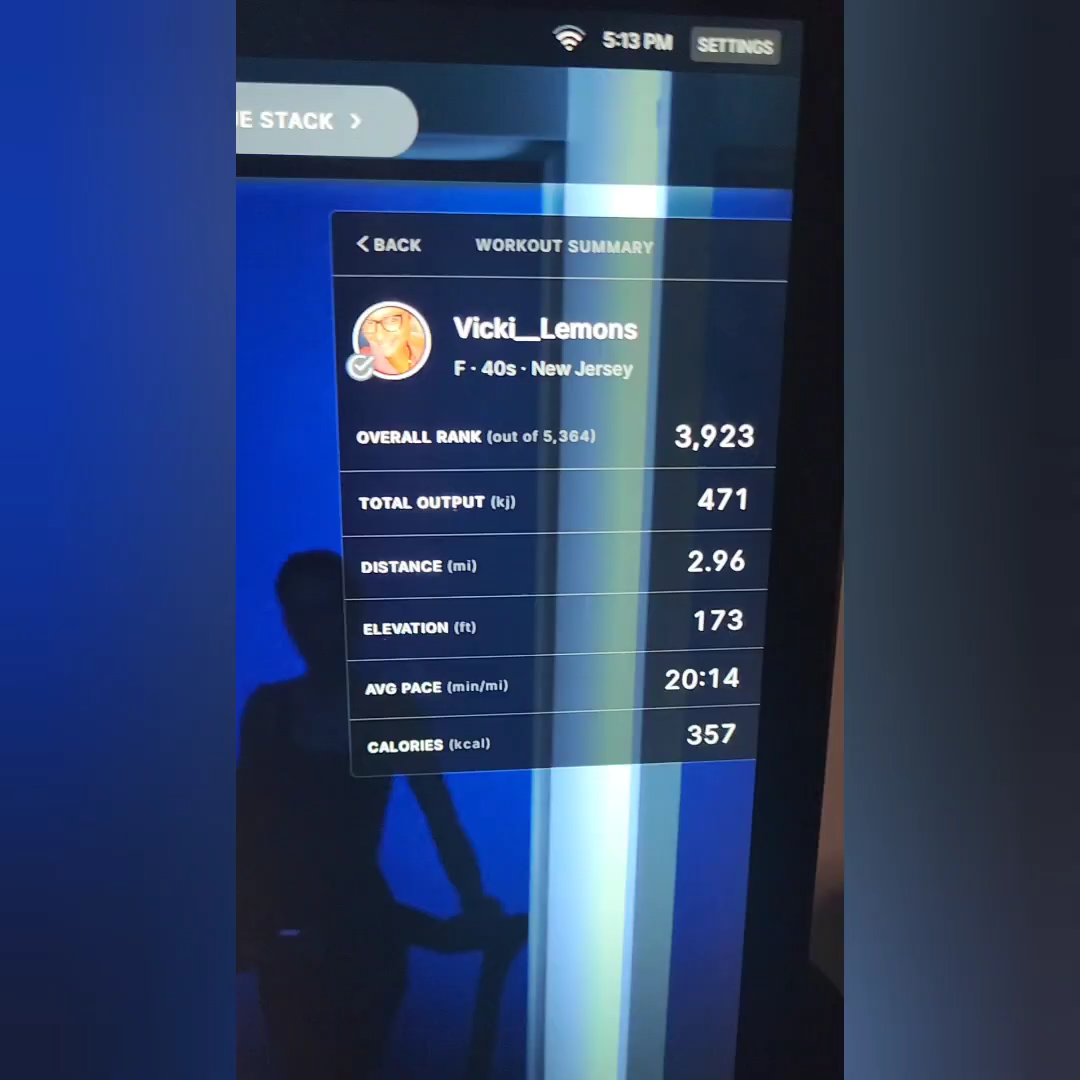 5:13 PM SETTINGS
E STACK >
< BACK WORKOUT SUMMARY
Vicki__Lemons
F · 40s · New Jersey
OVERALL RANK (out of 5,364) 3,923
TOTAL OUTPUT (kj) 471
DISTANCE (mi) 2.96
ELEVATION (ft) 173
AVG PACE (min/mi) 20:14
CALORIES (kcal) 357